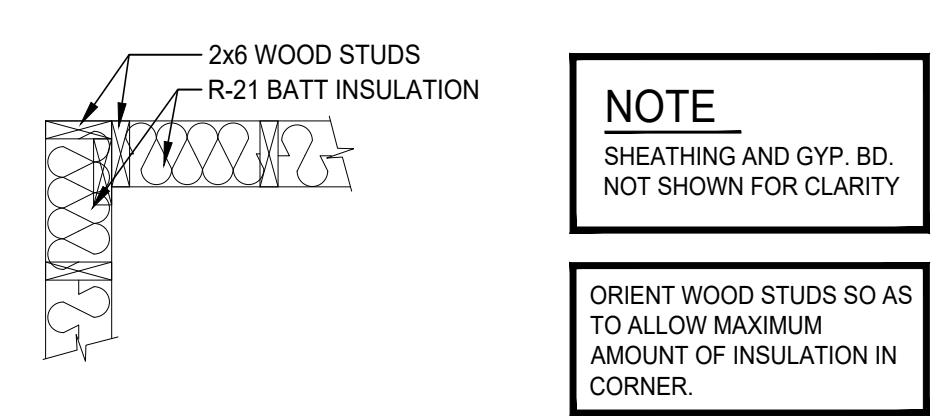 2x6 WOOD STUDS
R-21 BATT INSULATION
NOTE
SHEATHING AND GYP. BD.
NOT SHOWN FOR CLARITY
ORIENT WOOD STUDS SO AS
TO ALLOW MAXIMUM
AMOUNT OF INSULATION IN
CORNER.